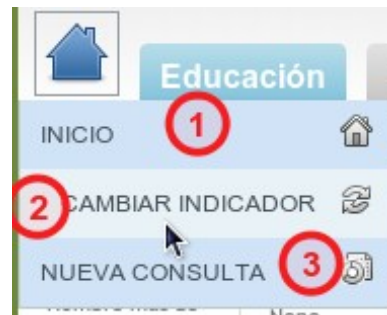 Educación
INICIO
1
2
CAMBIAR INDICADOR
NUEVA CONSULTA
3